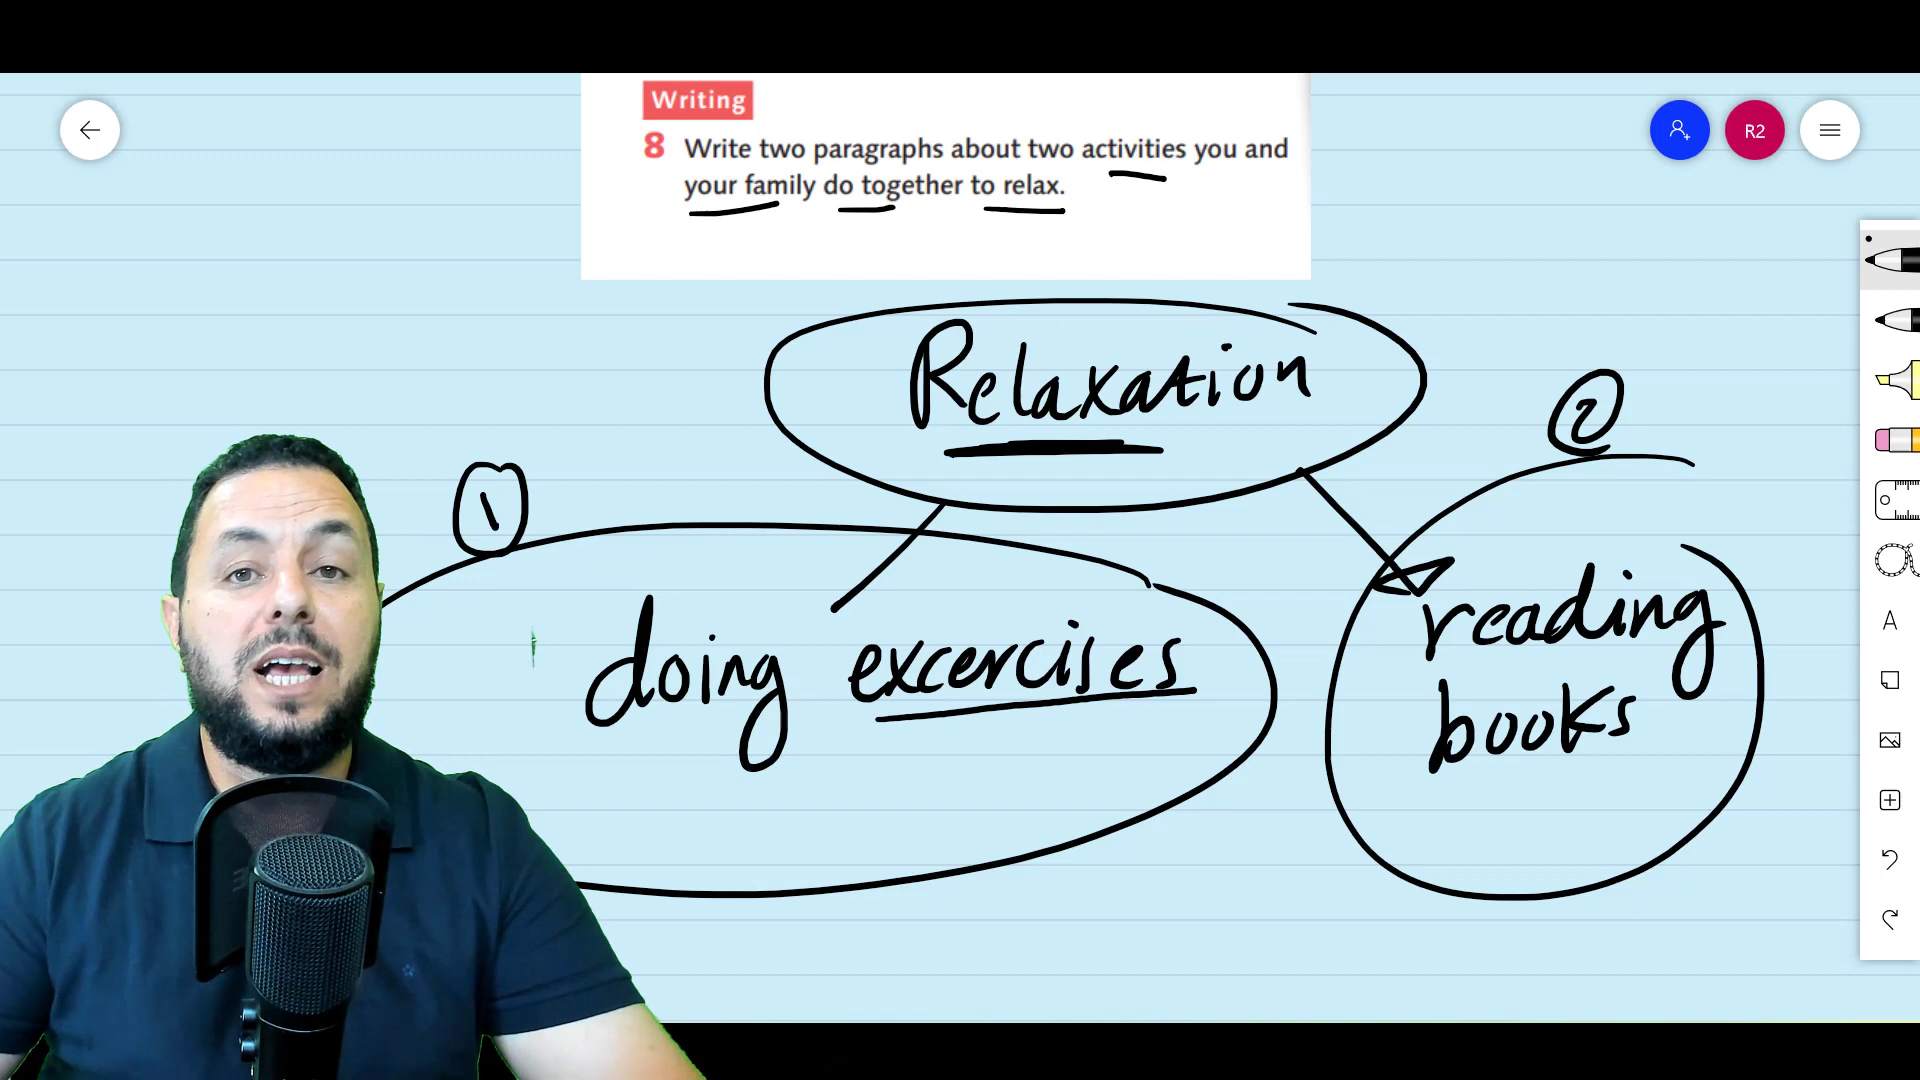 Writing
8 Write two paragraphs about two activities you and
your family do together to relax.
R2
Relaxation
2
1
doing excercises
reading
books
A